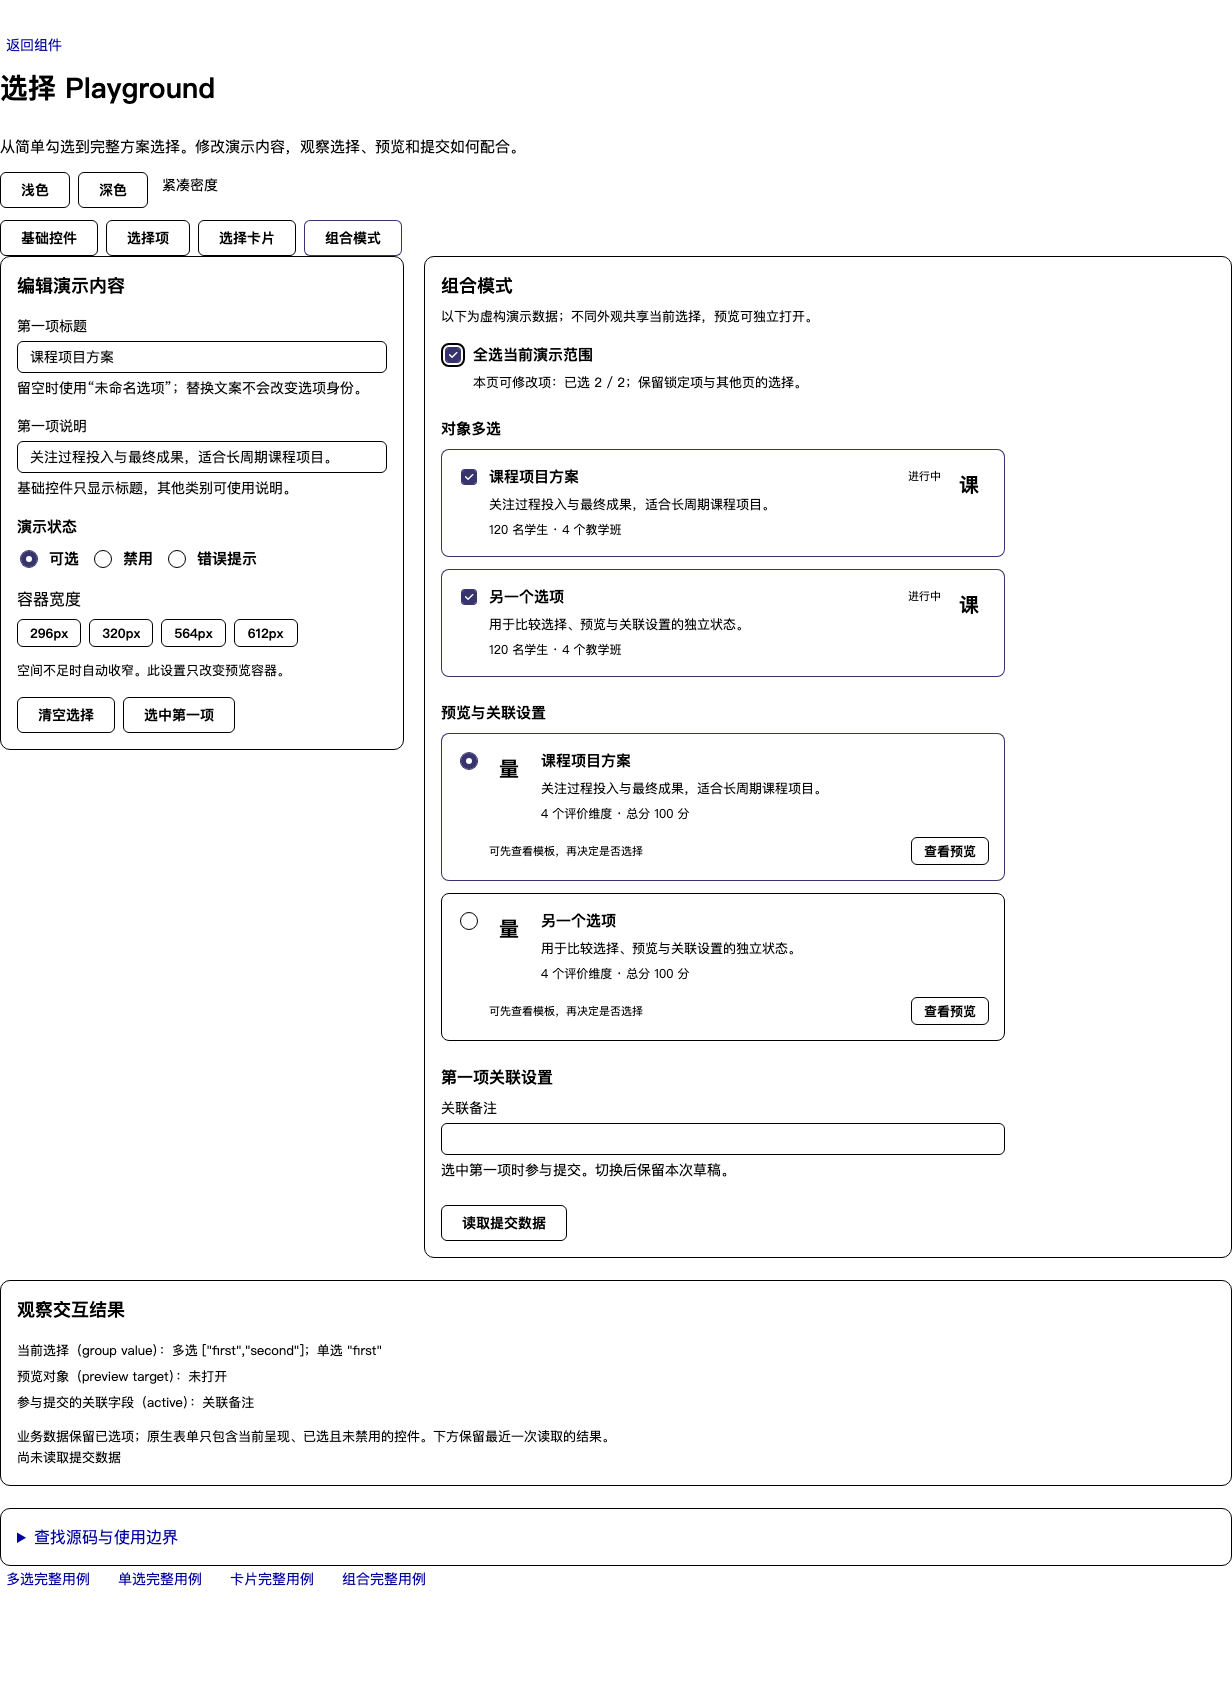 返回组件
选择 Playground
从简单勾选到完整方案选择。修改演示内容，观察选择、预览和提交如何配合。
浅色 深色 紧凑密度
基础控件 选择项 选择卡片 组合模式
编辑演示内容
第一项标题
课程项目方案
留空时使用“未命名选项”；替换文案不会改变选项身份。
第一项说明
关注过程投入与最终成果，适合长周期课程项目。
基础控件只显示标题，其他类别可使用说明。
演示状态
可选 禁用 错误提示
容器宽度
296px 320px 564px 612px
空间不足时自动收窄。此设置只改变预览容器。
清空选择 选中第一项
组合模式
以下为虚构演示数据；不同外观共享当前选择，预览可独立打开。
全选当前演示范围
本页可修改项：已选 2 / 2；保留锁定项与其他页的选择。
对象多选
课程项目方案 进行中 课
关注过程投入与最终成果，适合长周期课程项目。
120 名学生 · 4 个教学班
另一个选项 进行中 课
用于比较选择、预览与关联设置的独立状态。
120 名学生 · 4 个教学班
预览与关联设置
量 课程项目方案
关注过程投入与最终成果，适合长周期课程项目。
4 个评价维度 · 总分 100 分
可先查看模板，再决定是否选择 查看预览
量 另一个选项
用于比较选择、预览与关联设置的独立状态。
4 个评价维度 · 总分 100 分
可先查看模板，再决定是否选择 查看预览
第一项关联设置
关联备注
选中第一项时参与提交。切换后保留本次草稿。
读取提交数据
观察交互结果
当前选择（group value）：多选 ["first","second"]；单选 "first"
预览对象（preview target）：未打开
参与提交的关联字段（active）：关联备注
业务数据保留已选项；原生表单只包含当前呈现、已选且未禁用的控件。下方保留最近一次读取的结果。
尚未读取提交数据
查找源码与使用边界
多选完整用例 单选完整用例 卡片完整用例 组合完整用例